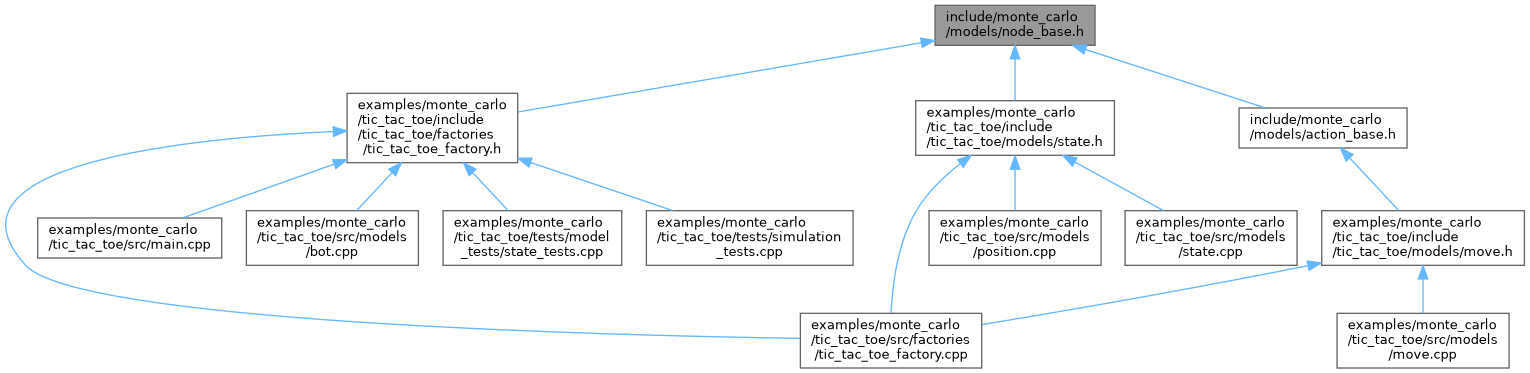 include/monte_carlo
/models/node_base.h
examples/monte_carlo
/tic_tac_toe/include
/tic_tac_toe/factories
/tic_tac_toe_factory.h
examples/monte_carlo
/tic_tac_toe/include
/tic_tac_toe/models/state.h
include/monte_carlo
/models/action_base.h
examples/monte_carlo
/tic_tac_toe/src/main.cpp
examples/monte_carlo
/tic_tac_toe/src/models
/bot.cpp
examples/monte_carlo
/tic_tac_toe/tests/model
_tests/state_tests.cpp
examples/monte_carlo
/tic_tac_toe/tests/simulation
_tests.cpp
examples/monte_carlo
/tic_tac_toe/src/models
/position.cpp
examples/monte_carlo
/tic_tac_toe/src/models
/state.cpp
examples/monte_carlo
/tic_tac_toe/include
/tic_tac_toe/models/move.h
examples/monte_carlo
/tic_tac_toe/src/factories
/tic_tac_toe_factory.cpp
examples/monte_carlo
/tic_tac_toe/src/models
/move.cpp